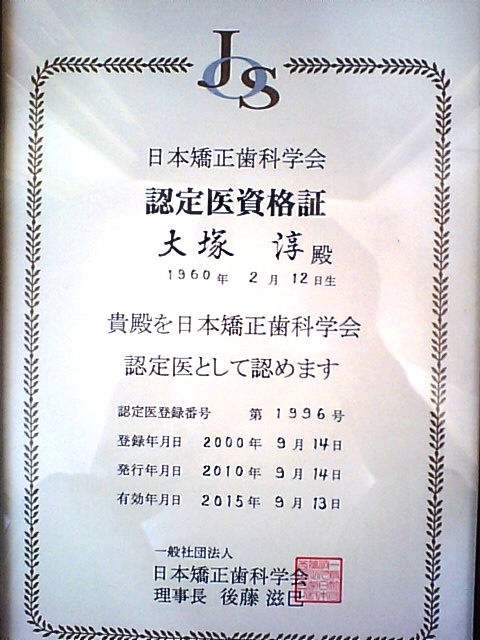 JOS
日本矯正歯科学会
認定医資格証
大塚 淳 殿
1960年 2月 12日生
貴殿を日本矯正歯科学会
認定医として認めます
認定医登録番号 第 1996号
登録年月日 2000年 9月 14日
発行年月日 2010年 9月 14日
有効年月日 2015年 9月 13日
一般社団法人
日本矯正歯科学会
理事長 後藤 滋巳